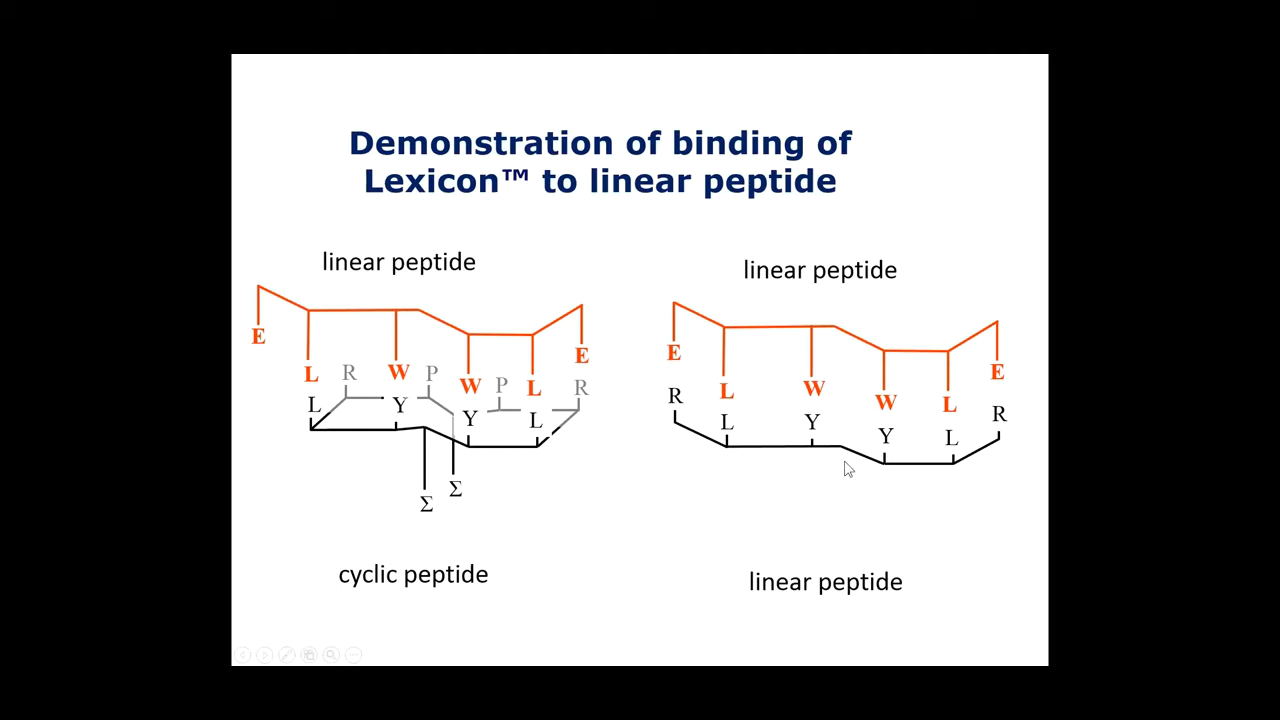 Demonstration of binding of
Lexicon™ to linear peptide
linear peptide
linear peptide
E L W W L E
R P P R
L Y Y L
Σ Σ
E L W W L E
R L Y Y L R
cyclic peptide
linear peptide